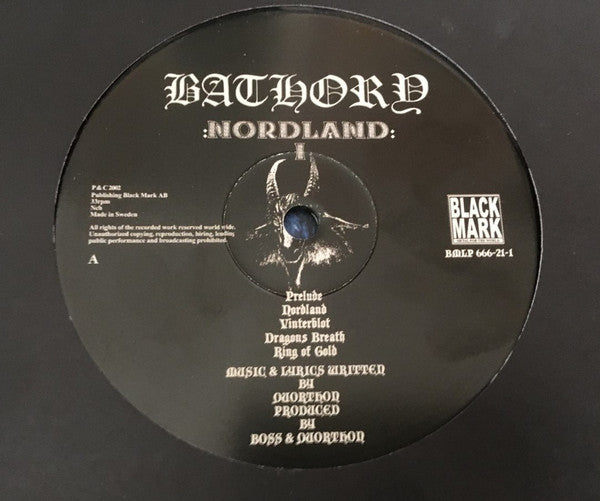 BATHORY
:NORDLAND:
I
P & C 2002
Publishing Black Mark AB
33rpm
Ncb
Made in Sweden
All rights of the recorded work reserved world wide.
Unauthorized copying, reproduction, hiring, lending
public performance and broadcasting prohibited.
A
BLACK
MARK
BMLP 666-21-1
Prelude
Nordland
Vinterblot
Dragons Breath
Ring of Gold
MUSIC & LYRICS WRITTEN
BY
QUORTHON
PRODUCED
BY
BOSS & QUORTHON